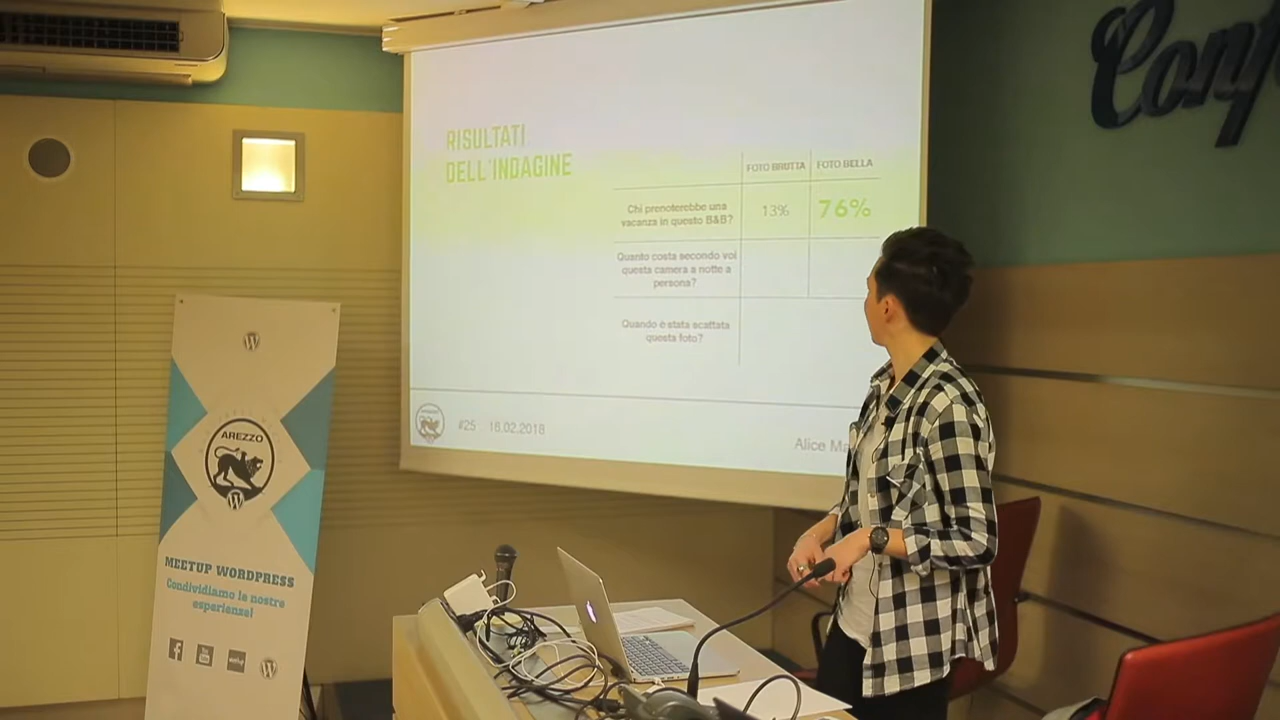 RISULTATI
DELL'INDAGINE
FOTO BRUTTA
FOTO BELLA
Chi prenoterebbe una
vacanza in questo B&B?
13%
76%
Quanto costa secondo voi
questa camera a notte a
persona?
Quando è stata scattata
questa foto?
AREZZO
#25
18.02.2018
Alice
MEETUP WORDPRESS
Condividiamo le nostre
esperienze!